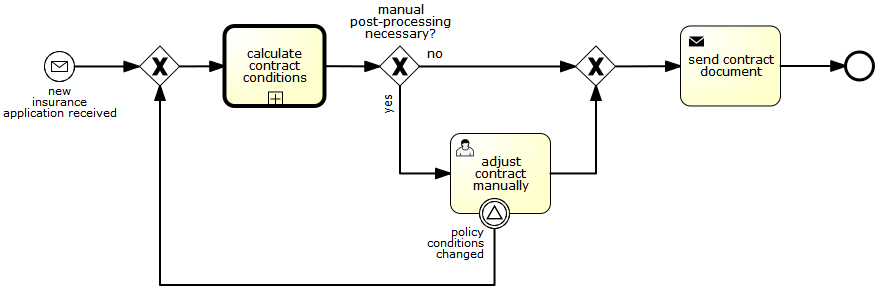 manual
post-processing
necessary?
calculate
contract
conditions
no
send contract
document
new
insurance
application received
yes
adjust
contract
manually
policy
conditions
changed